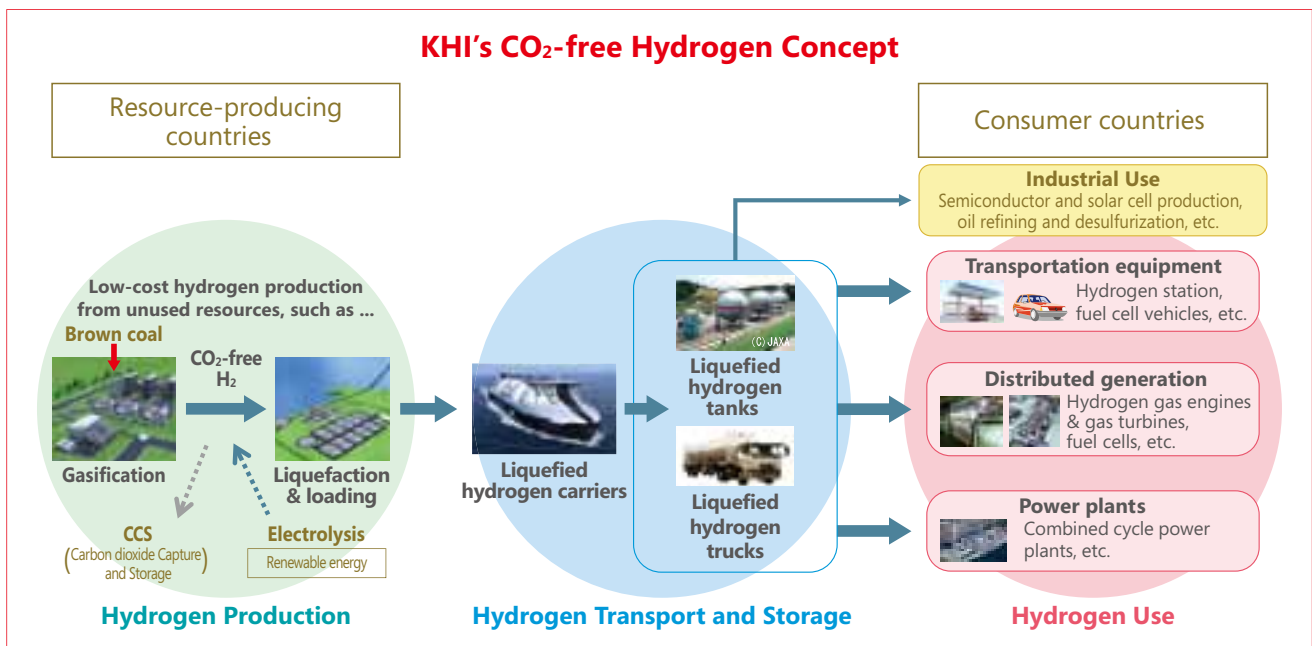 KHI's CO₂-free Hydrogen Concept
Resource-producing
countries
Consumer countries
Industrial Use
Semiconductor and solar cell production,
oil refining and desulfurization, etc.
Low-cost hydrogen production
from unused resources, such as ...
Brown coal
CO₂-free
H₂
Gasification
Liquefaction
& loading
CCS
(Carbon dioxide Capture
and Storage)
Electrolysis
Renewable energy
Hydrogen Production
Liquefied
hydrogen carriers
(C) JAXA
Liquefied
hydrogen
tanks
Liquefied
hydrogen
trucks
Hydrogen Transport and Storage
Transportation equipment
Hydrogen station,
fuel cell vehicles, etc.
Distributed generation
Hydrogen gas engines
& gas turbines,
fuel cells, etc.
Power plants
Combined cycle power
plants, etc.
Hydrogen Use